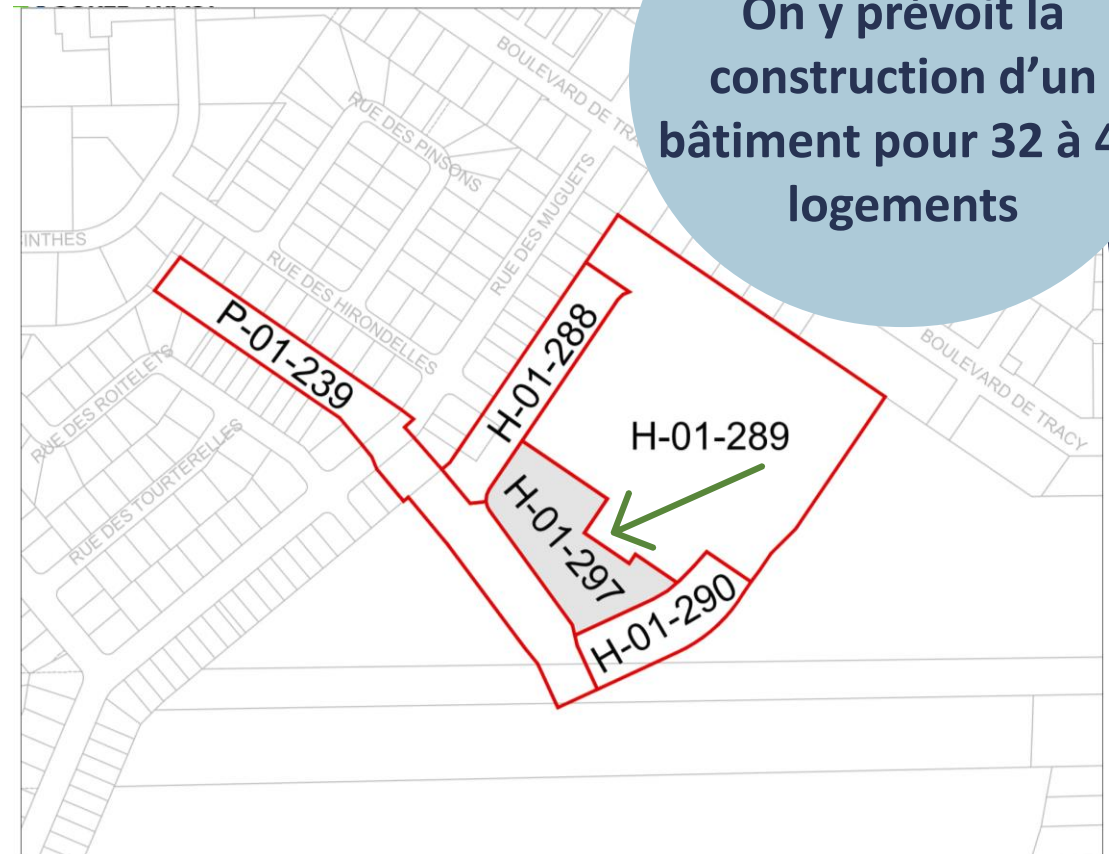 On y prévoit la
construction d'un
bâtiment pour 32 à
logements
BOULEVARD DE
RUE DES PINSONS
RUE DES MUGUETS
RUE DES HIRONDELLES
P-01-239
H-01-288
H-01-289
BOULEVARD DE TRACY
RUE DES ROITELETS
RUE DES TOURTERELLES
H-01-297
H-01-290